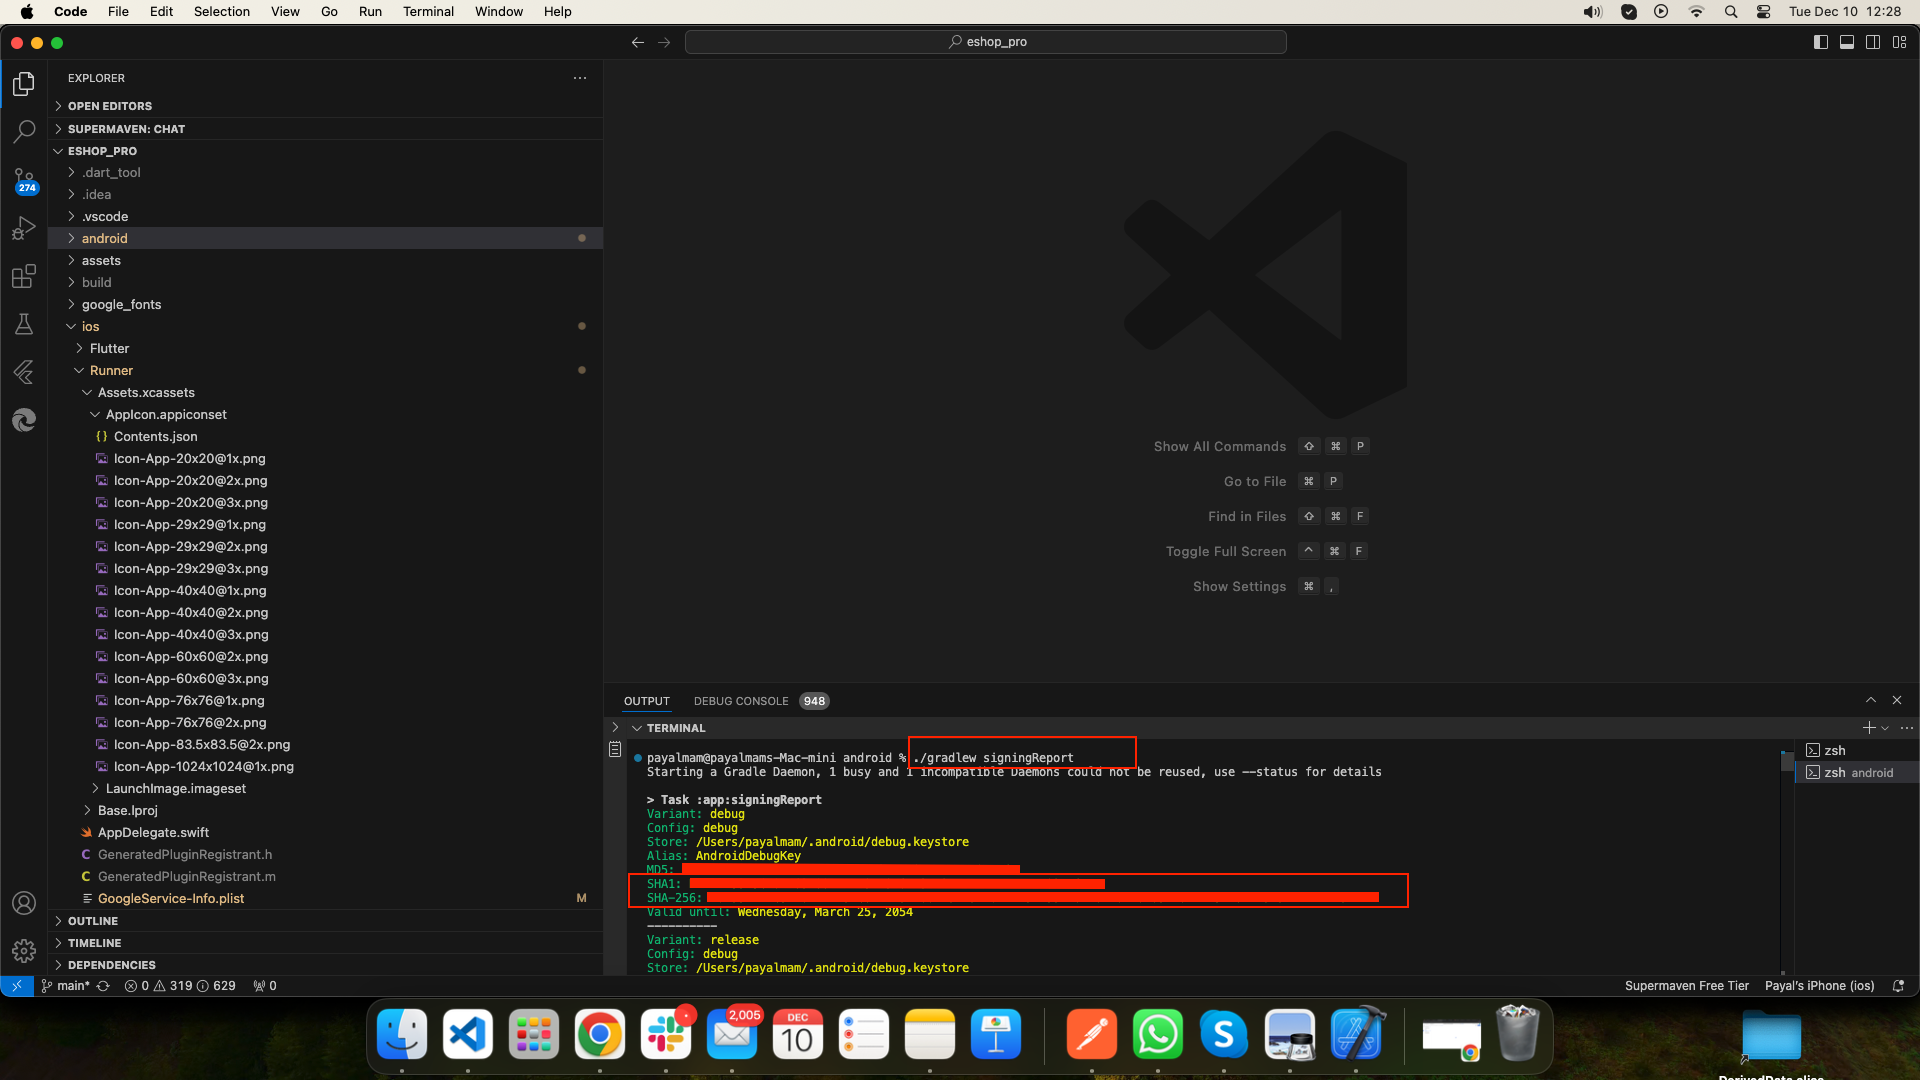 Code File Edit Selection View Go Run Terminal Window Help
Tue Dec 10 12:28
eshop_pro
EXPLORER
OPEN EDITORS
SUPERMAVEN: CHAT
ESHOP_PRO
.dart_tool
.idea
.vscode
android
assets
build
google_fonts
ios
Flutter
Runner
Assets.xcassets
AppIcon.appiconset
{} Contents.json
Icon-App-20x20@1x.png
Icon-App-20x20@2x.png
Icon-App-20x20@3x.png
Icon-App-29x29@1x.png
Icon-App-29x29@2x.png
Icon-App-29x29@3x.png
Icon-App-40x40@1x.png
Icon-App-40x40@2x.png
Icon-App-40x40@3x.png
Icon-App-60x60@2x.png
Icon-App-60x60@3x.png
Icon-App-76x76@1x.png
Icon-App-76x76@2x.png
Icon-App-83.5x83.5@2x.png
Icon-App-1024x1024@1x.png
LaunchImage.imageset
Base.lproj
AppDelegate.swift
C GeneratedPluginRegistrant.h
C GeneratedPluginRegistrant.m
GoogleService-Info.plist M
OUTLINE
TIMELINE
DEPENDENCIES
274
Show All Commands ⇧ ⌘ P
Go to File ⌘ P
Find in Files ⇧ ⌘ F
Toggle Full Screen ^ ⌘ F
Show Settings ⌘ ,
OUTPUT DEBUG CONSOLE 948
TERMINAL
payalmam@payalmams-Mac-mini android % ./gradlew signingReport
Starting a Gradle Daemon, 1 busy and 1 incompatible Daemons could not be reused, use --status for details
> Task :app:signingReport
Variant: debug
Config: debug
Store: /Users/payalmam/.android/debug.keystore
Alias: AndroidDebugKey
MD5:
SHA1:
SHA-256:
Valid until: Wednesday, March 25, 2054
----------
Variant: release
Config: debug
Store: /Users/payalmam/.android/debug.keystore
zsh
zsh android
main* 0 319 629 0
Supermaven Free Tier Payal's iPhone (ios)
2,005
DEC
10